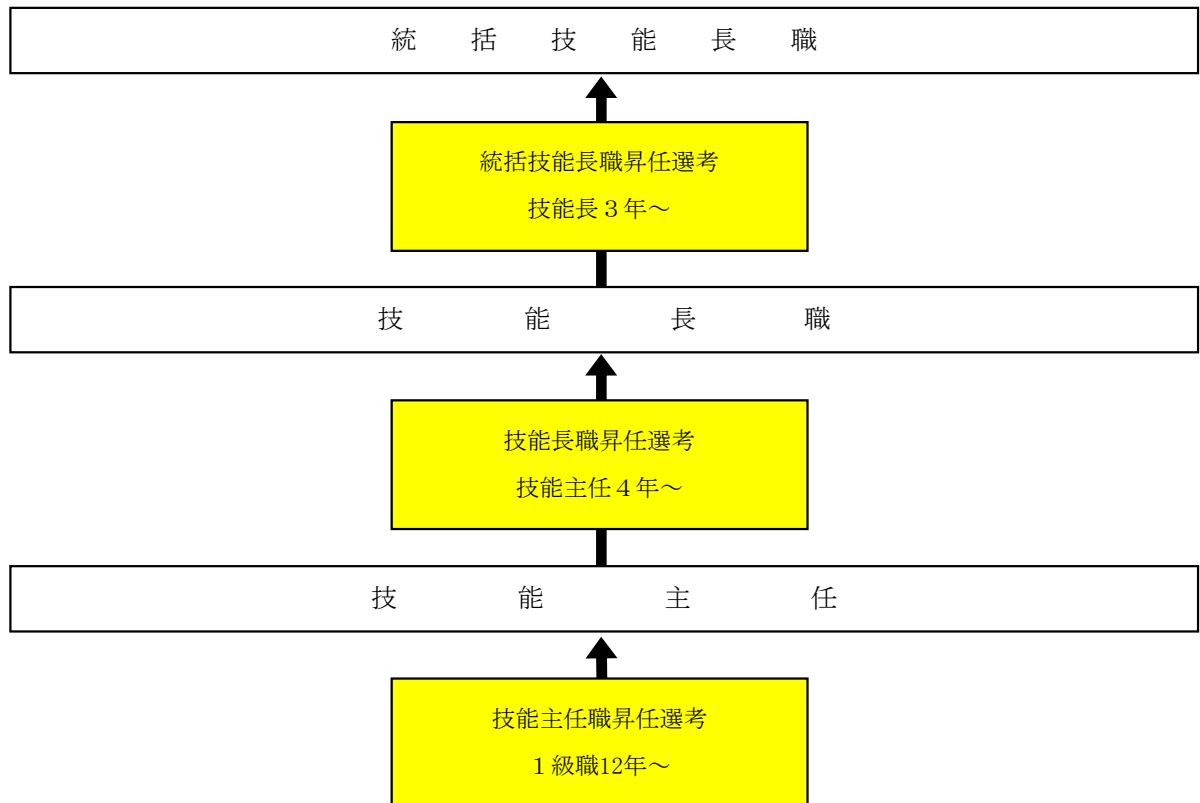 統括技能長職
統括技能長職昇任選考
技能長３年～
技能長職
技能長職昇任選考
技能主任４年～
技能主任
技能主任職昇任選考
１級職12年～